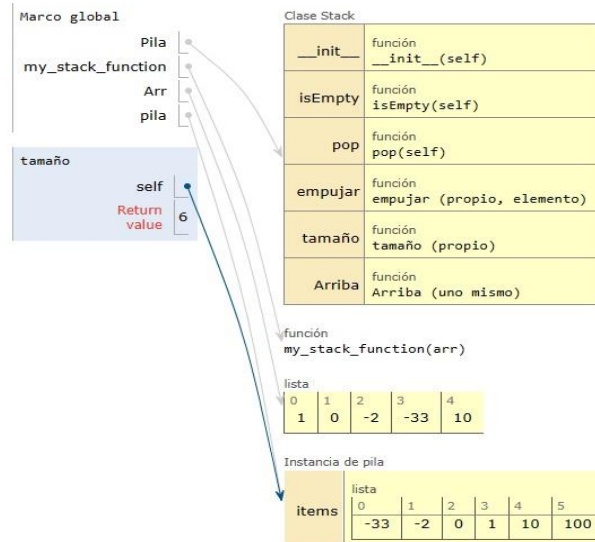 Marco global
Pila
my_stack_function
Arr
pila
tamaño
self
Return
value 6
Clase Stack
__init__ función
__init__(self)
isEmpty función
isEmpty(self)
pop función
pop(self)
empujar función
empujar (propio, elemento)
tamaño función
tamaño (propio)
Arriba función
Arriba (uno mismo)
función
my_stack_function(arr)
lista
0 1 2 3 4
1 0 -2 -33 10
Instancia de pila
items lista
0 1 2 3 4 5
-33 -2 0 1 10 100